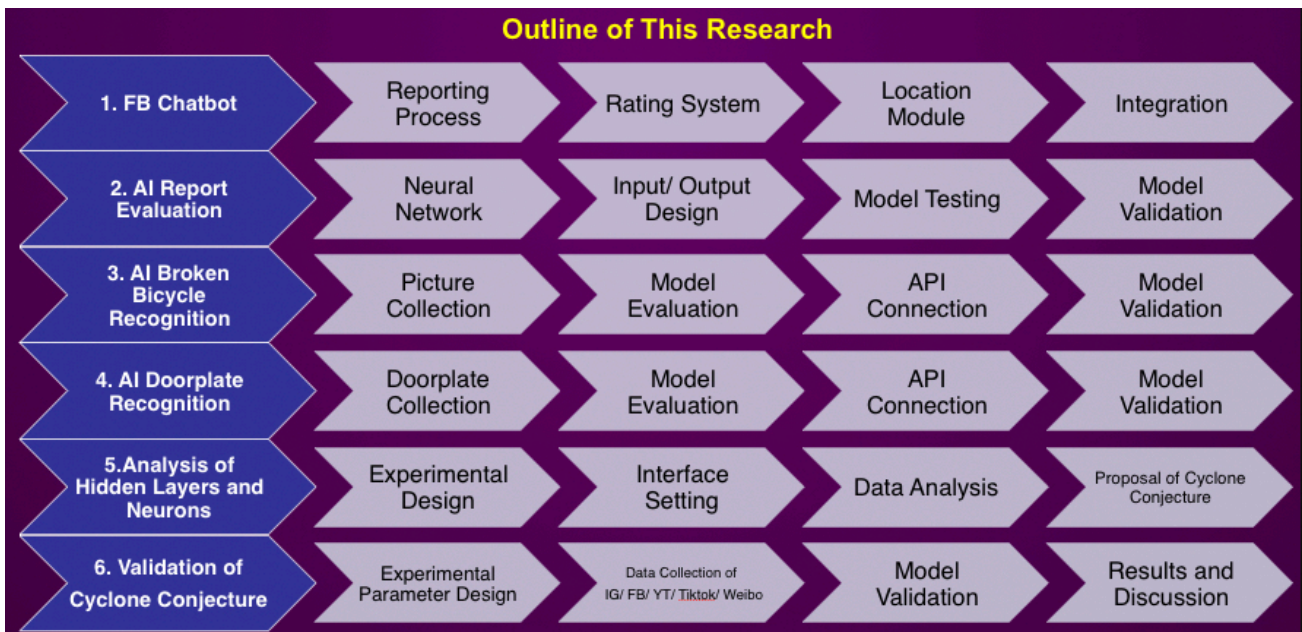 Outline of This Research
1. FB Chatbot
Reporting
Process
Rating System
Location
Module
Integration
2. AI Report
Evaluation
Neural
Network
Input/ Output
Design
Model Testing
Model
Validation
3. AI Broken
Bicycle
Recognition
Picture
Collection
Model
Evaluation
API
Connection
Model
Validation
4. AI Doorplate
Recognition
Doorplate
Collection
Model
Evaluation
API
Connection
Model
Validation
5.Analysis of
Hidden Layers and
Neurons
Experimental
Design
Interface
Setting
Data Analysis
Proposal of Cyclone
Conjecture
6. Validation of
Cyclone Conjecture
Experimental
Parameter Design
Data Collection of
IG/ FB/ YT/ Tiktok/ Weibo
Model
Validation
Results and
Discussion